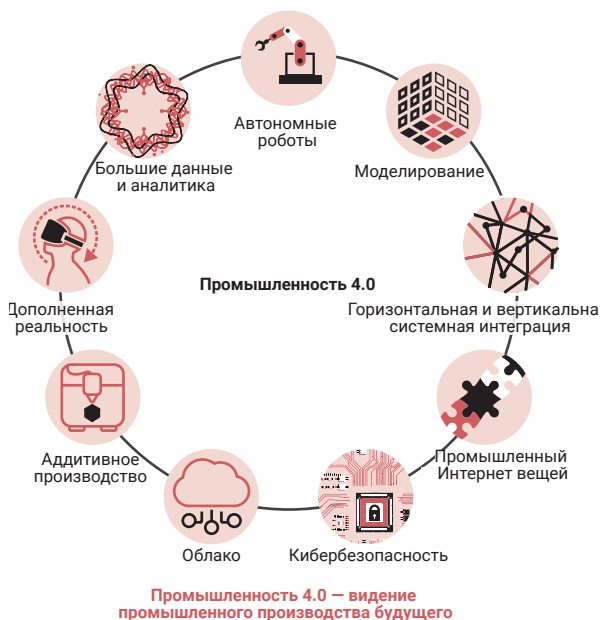 Автономные
роботы
Моделирование
Горизонтальная и вертикальна
системная интеграция
Промышленный
Интернет вещей
Кибербезопасность
Облако
Аддитивное
производство
Дополненная
реальность
Большие данные
и аналитика
Промышленность 4.0
Промышленность 4.0 — видение
промышленного производства будущего